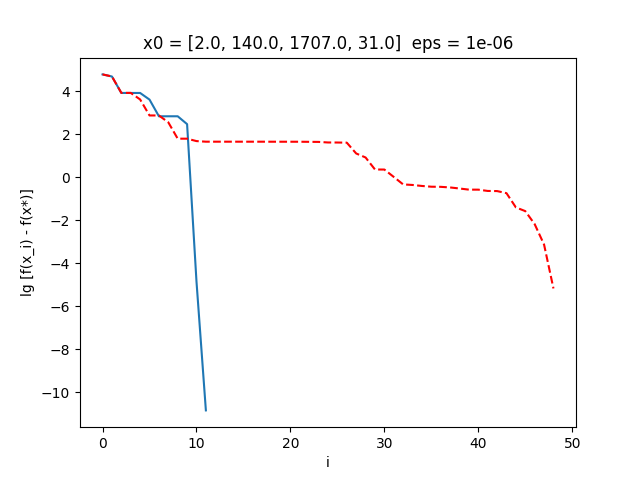 x0 = [2.0, 140.0, 1707.0, 31.0]  eps = 1e-06
lg [f(x_i) - f(x*)]
4
2
0
−2
−4
−6
−8
−10
0 10 20 30 40 50
i